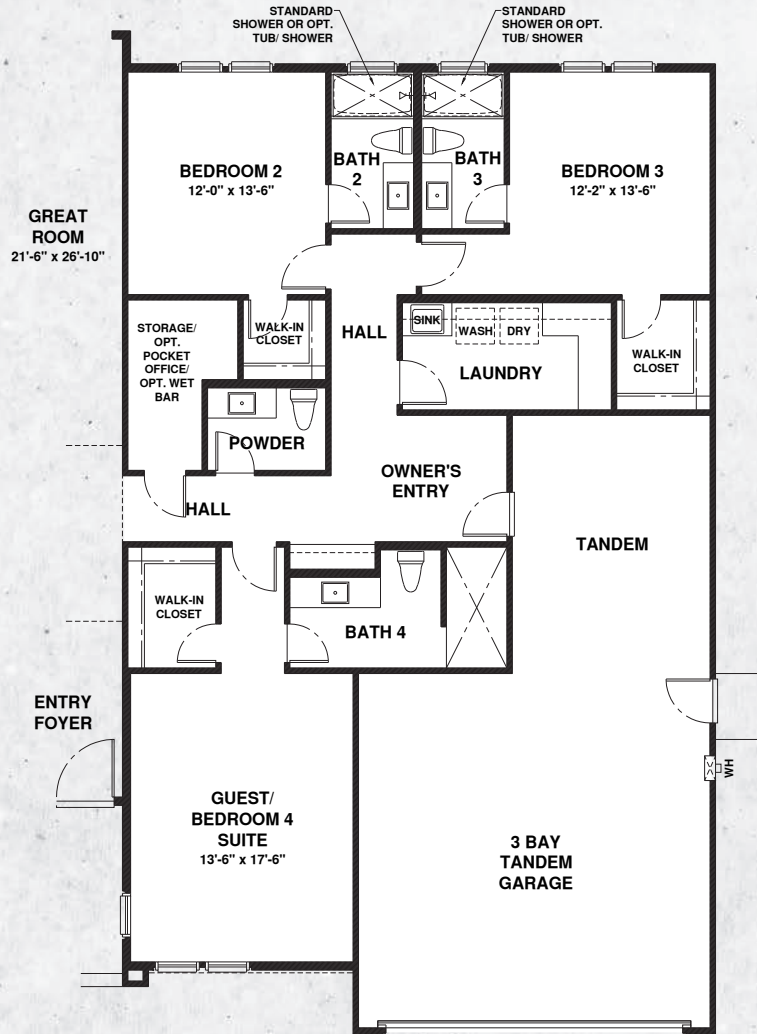 STANDARD
SHOWER OR OPT.
TUB/ SHOWER
STANDARD
SHOWER OR OPT.
TUB/ SHOWER
BEDROOM 2
12'-0" x 13'-6"
BATH
2
BATH
3
BEDROOM 3
12'-2" x 13'-6"
GREAT
ROOM
21'-6" x 26'-10"
STORAGE/
OPT.
POCKET
OFFICE/
OPT. WET
BAR
WALK-IN
CLOSET
HALL
SINK
WASH
DRY
LAUNDRY
WALK-IN
CLOSET
POWDER
OWNER'S
ENTRY
HALL
TANDEM
WALK-IN
CLOSET
BATH 4
ENTRY
FOYER
WH
GUEST/
BEDROOM 4
SUITE
13'-6" x 17'-6"
3 BAY
TANDEM
GARAGE